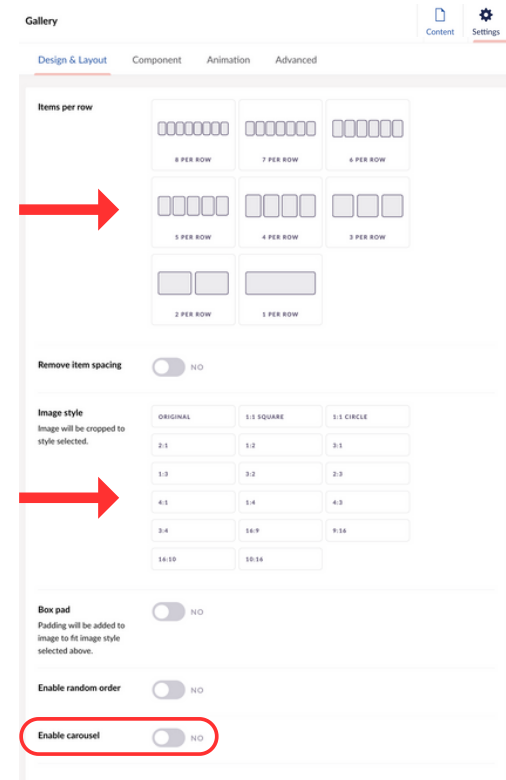 Gallery
Content
Settings
Design & Layout Component Animation Advanced
Items per row
8 PER ROW 7 PER ROW 6 PER ROW
5 PER ROW 4 PER ROW 3 PER ROW
2 PER ROW 1 PER ROW
Remove item spacing NO
Image style
Image will be cropped to
style selected.
ORIGINAL 1:1 SQUARE 1:1 CIRCLE
2:1 1:2 3:1
1:3 3:2 2:3
4:1 1:4 4:3
3:4 16:9 9:16
16:10 10:16
Box pad NO
Padding will be added to
image to fit image style
selected above.
Enable random order NO
Enable carousel NO